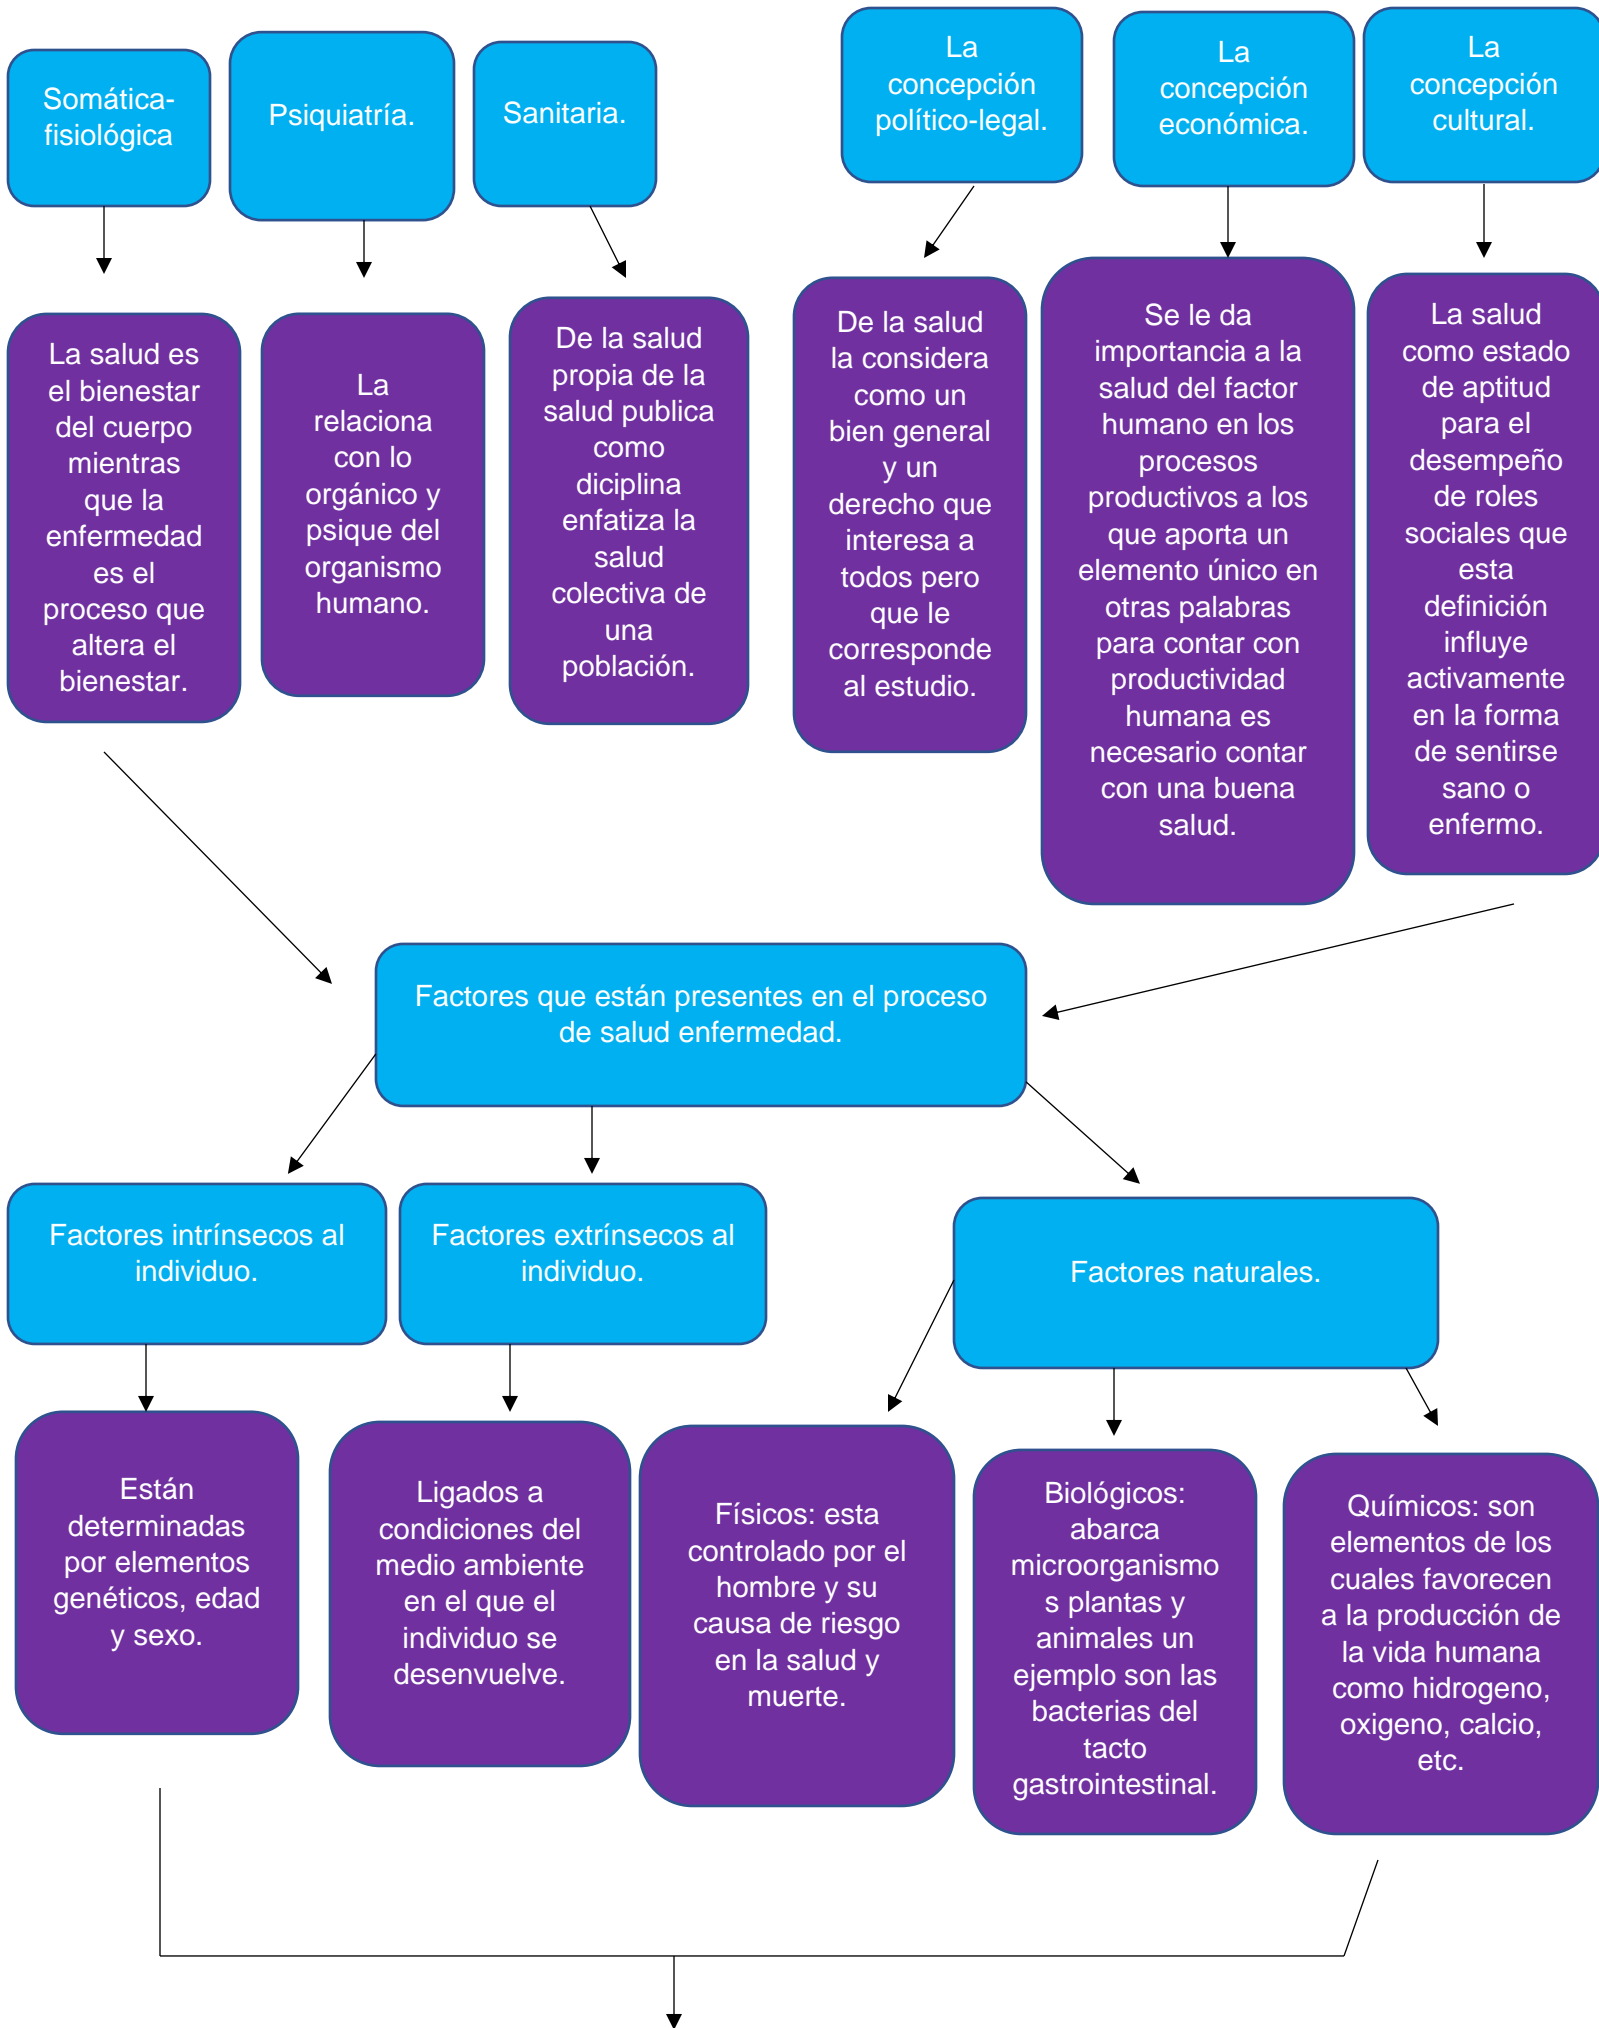 Somática-
fisiológica
Psiquiatría.
Sanitaria.
La
concepción
político-legal.
La
concepción
económica.
La
concepción
cultural.
La salud es
el bienestar
del cuerpo
mientras
que la
enfermedad
es el
proceso que
altera el
bienestar.
La
relaciona
con lo
orgánico y
psique del
organismo
humano.
De la salud
propia de la
salud publica
como
diciplina
enfatiza la
salud
colectiva de
una
población.
De la salud
la considera
como un
bien general
y un
derecho que
interesa a
todos pero
que le
corresponde
al estudio.
Se le da
importancia a la
salud del factor
humano en los
procesos
productivos a los
que aporta un
elemento único en
otras palabras
para contar con
productividad
humana es
necesario contar
con una buena
salud.
La salud
como estado
de aptitud
para el
desempeño
de roles
sociales que
esta
definición
influye
activamente
en la forma
de sentirse
sano o
enfermo.
Factores que están presentes en el proceso
de salud enfermedad.
Factores intrínsecos al
individuo.
Factores extrínsecos al
individuo.
Factores naturales.
Están
determinadas
por elementos
genéticos, edad
y sexo.
Ligados a
condiciones del
medio ambiente
en el que el
individuo se
desenvuelve.
Físicos: esta
controlado por el
hombre y su
causa de riesgo
en la salud y
muerte.
Biológicos:
abarca
microorganismo
s plantas y
animales un
ejemplo son las
bacterias del
tacto
gastrointestinal.
Químicos: son
elementos de los
cuales favorecen
a la producción de
la vida humana
como hidrogeno,
oxigeno, calcio,
etc.